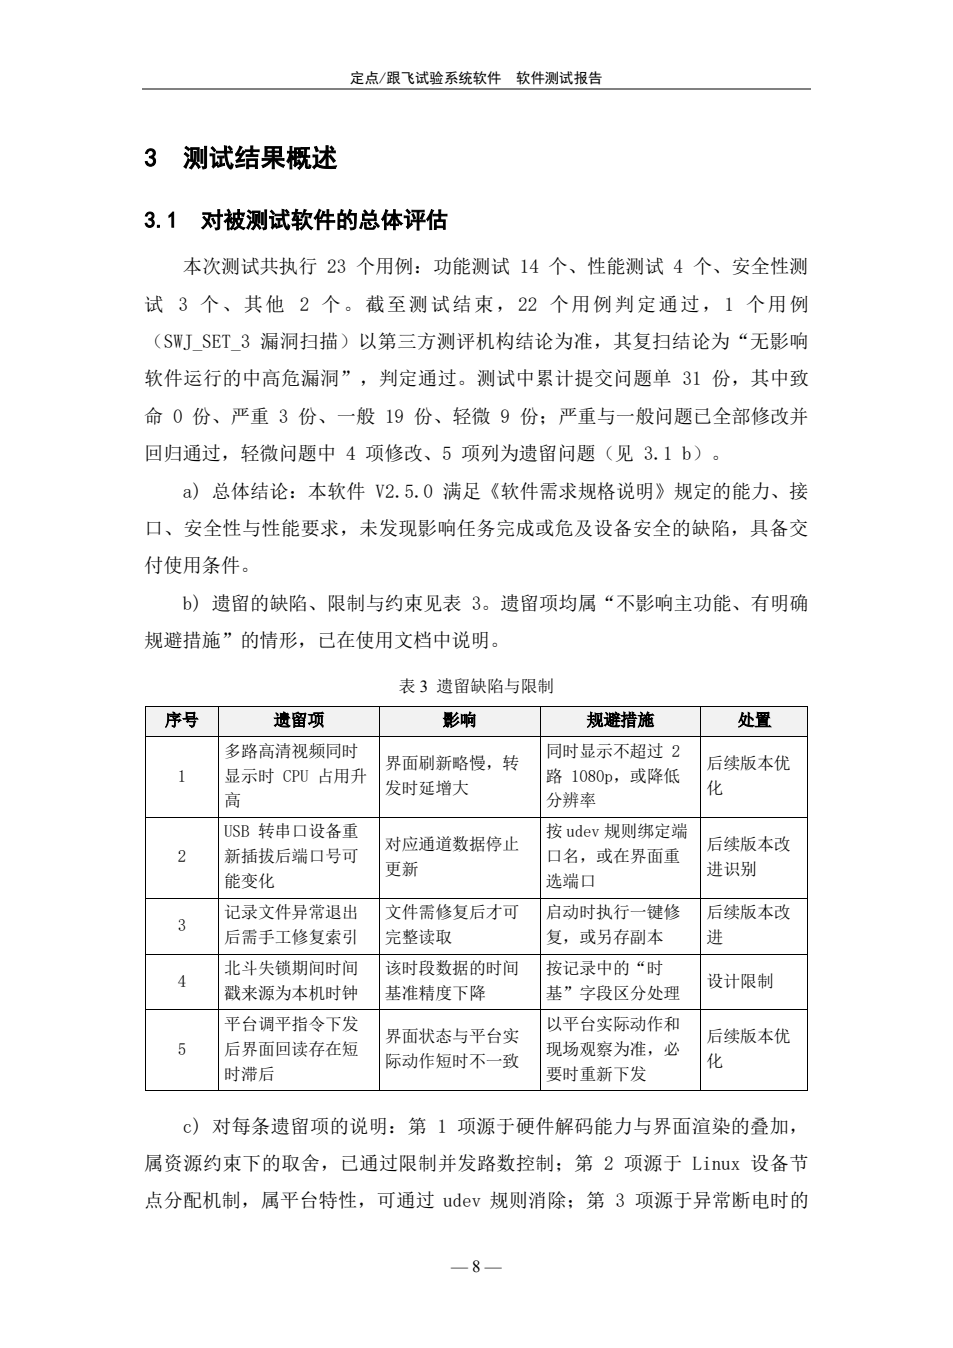 定点/跟飞试验系统软件　软件测试报告
3　测试结果概述
3.1　对被测试软件的总体评估
本次测试共执行 23 个用例：功能测试 14 个、性能测试 4 个、安全性测
试 3 个、其他 2 个。截至测试结束，22 个用例判定通过，1 个用例
（SWJ_SET_3 漏洞扫描）以第三方测评机构结论为准，其复扫结论为“无影响
软件运行的中高危漏洞”，判定通过。测试中累计提交问题单 31 份，其中致
命 0 份、严重 3 份、一般 19 份、轻微 9 份；严重与一般问题已全部修改并
回归通过，轻微问题中 4 项修改、5 项列为遗留问题（见 3.1 b）。
a) 总体结论：本软件 V2.5.0 满足《软件需求规格说明》规定的能力、接
口、安全性与性能要求，未发现影响任务完成或危及设备安全的缺陷，具备交
付使用条件。
b) 遗留的缺陷、限制与约束见表 3。遗留项均属“不影响主功能、有明确
规避措施”的情形，已在使用文档中说明。
表 3 遗留缺陷与限制
序号 遗留项 影响 规避措施 处置
1
多路高清视频同时
显示时 CPU 占用升
高
界面刷新略慢，转
发时延增大
同时显示不超过 2
路 1080p，或降低
分辨率
后续版本优
化
2
USB 转串口设备重
新插拔后端口号可
能变化
对应通道数据停止
更新
按 udev 规则绑定端
口名，或在界面重
选端口
后续版本改
进识别
3
记录文件异常退出
后需手工修复索引
文件需修复后才可
完整读取
启动时执行一键修
复，或另存副本
后续版本改
进
4
北斗失锁期间时间
戳来源为本机时钟
该时段数据的时间
基准精度下降
按记录中的“时
基”字段区分处理
设计限制
5
平台调平指令下发
后界面回读存在短
时滞后
界面状态与平台实
际动作短时不一致
以平台实际动作和
现场观察为准，必
要时重新下发
后续版本优
化
c) 对每条遗留项的说明：第 1 项源于硬件解码能力与界面渲染的叠加，
属资源约束下的取舍，已通过限制并发路数控制；第 2 项源于 Linux 设备节
点分配机制，属平台特性，可通过 udev 规则消除；第 3 项源于异常断电时的
— 8 —